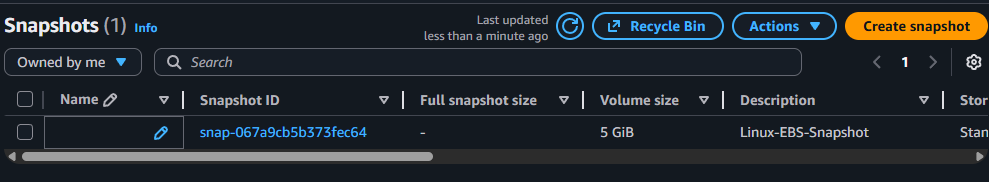 Snapshots (1) Info
Last updated
less than a minute ago
Recycle Bin
Actions
Create snapshot
Owned by me
Search
1
Name Snapshot ID Full snapshot size Volume size Description Stor
snap-067a9cb5b373fec64 - 5 GiB Linux-EBS-Snapshot Stan